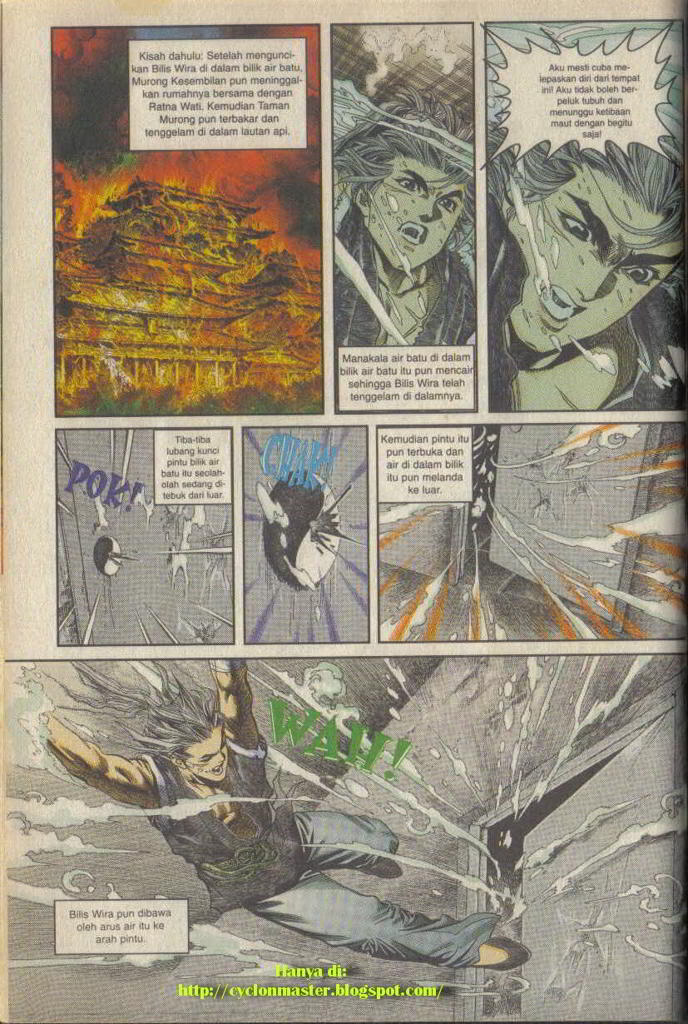 Kisah dahulu: Setelah mengunci-
kan Bilis Wira di dalam bilik air batu,
Murong Kesembilan pun meninggal-
kan rumahnya bersama dengan
Ratna Wati. Kemudian Taman
Murong pun terbakar dan
tenggelam di dalam lautan api.
Manakala air batu di dalam
bilik air batu itu pun mencair
sehingga Bilis Wira telah
tenggelam di dalamnya.
Aku mesti cuba me-
lepaskan diri dari tempat
ini! Aku tidak boleh ber-
peluk tubuh dan
menunggu ketibaan
maut dengan begitu
saja!
POK!
Tiba-tiba
lubang kunci
pintu bilik air
batu itu seolah-
olah sedang di-
tebuk dari luar.
CHAK!
Kemudian pintu itu
pun terbuka dan
air di dalam bilik
itu pun melanda
ke luar.
WAH!
Bilis Wira pun dibawa
oleh arus air itu ke
arah pintu.
Hanya di:
http://cyclonmaster.blogspot.com/